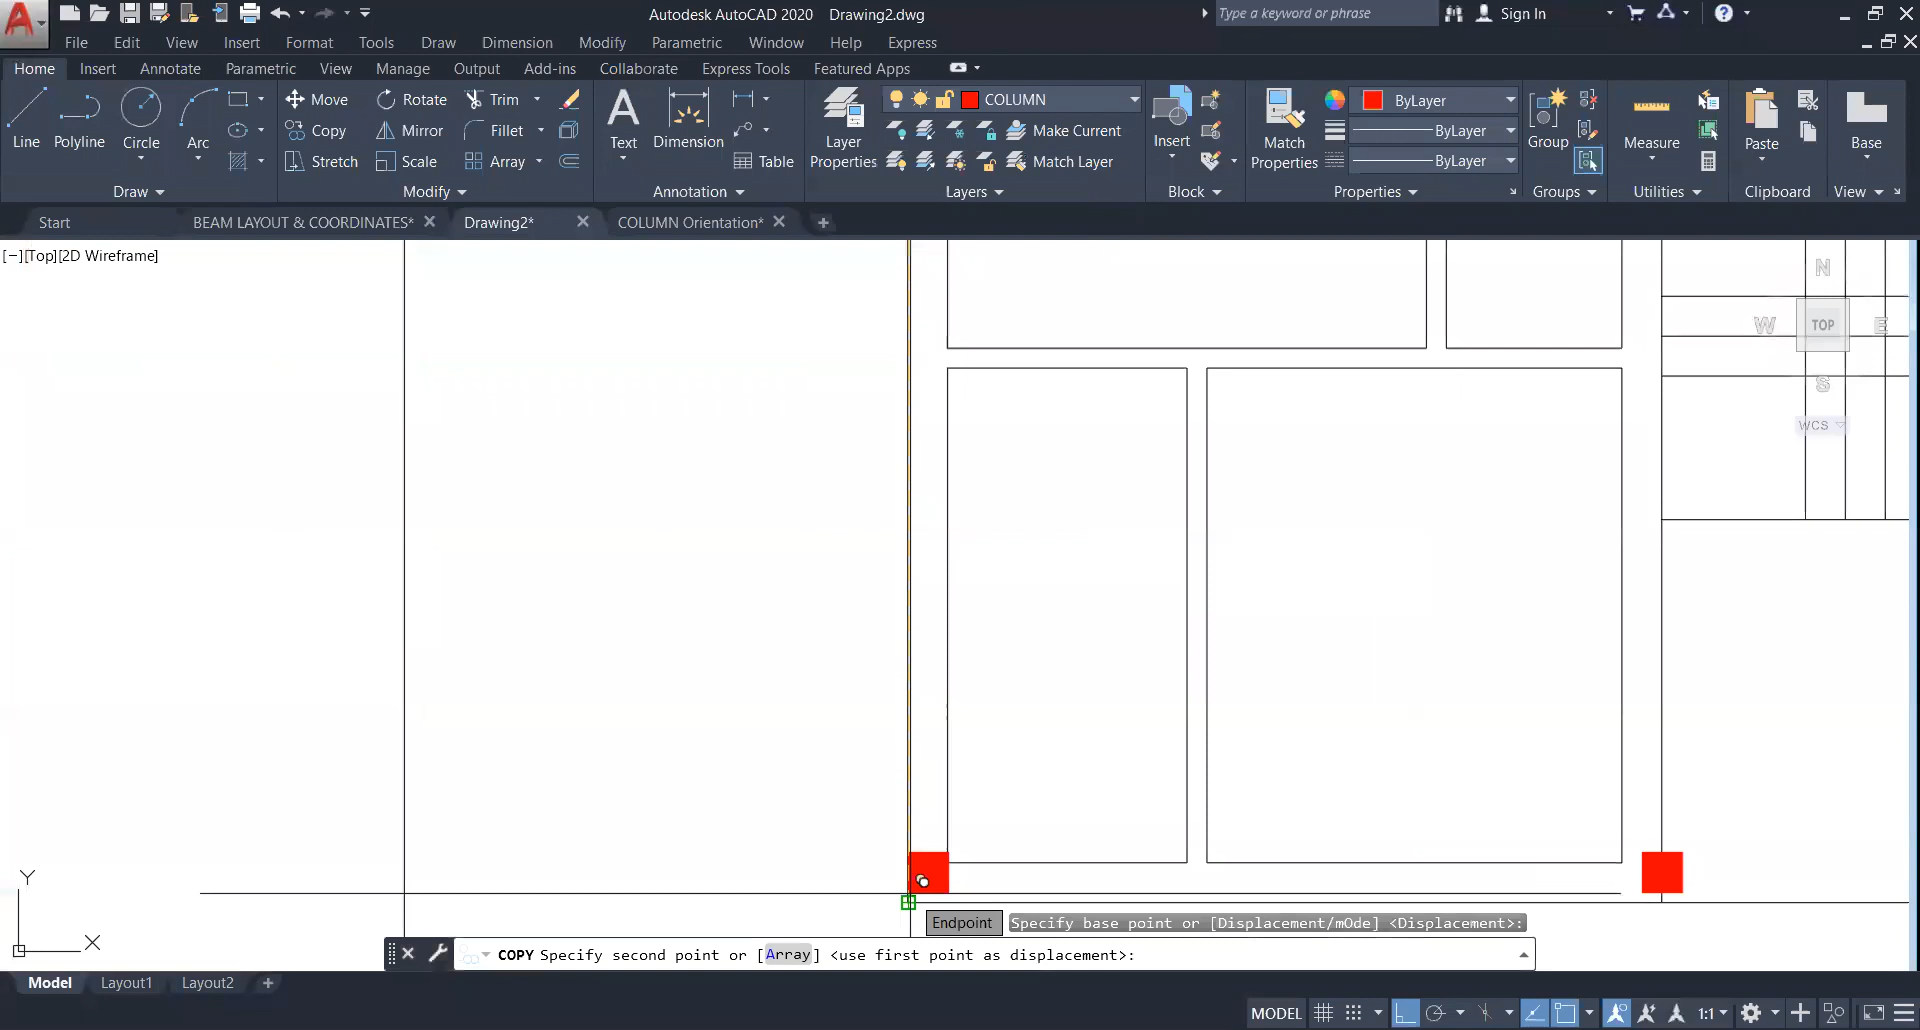 Autodesk AutoCAD 2020 Drawing2.dwg
Type a keyword or phrase
Sign In
File Edit View Insert Format Tools Draw Dimension Modify Parametric Window Help Express
Home Insert Annotate Parametric View Manage Output Add-ins Collaborate Express Tools Featured Apps
Line Polyline Circle Arc
Move Rotate Trim
Copy Mirror Fillet
Stretch Scale Array
Text Dimension Table
Layer Properties
COLUMN
Make Current
Match Layer
Insert
Match Properties
ByLayer
ByLayer
ByLayer
Group
Measure
Paste
Base
Draw Modify Annotation Layers Block Properties Groups Utilities Clipboard View
Start BEAM LAYOUT & COORDINATES* Drawing2* COLUMN Orientation*
[−][Top][2D Wireframe]
N
W TOP E
S
WCS
Y
X
Endpoint Specify base point or [Displacement/mOde] <Displacement>:
COPY Specify second point or [Array] <use first point as displacement>:
Model Layout1 Layout2 +
MODEL 1:1